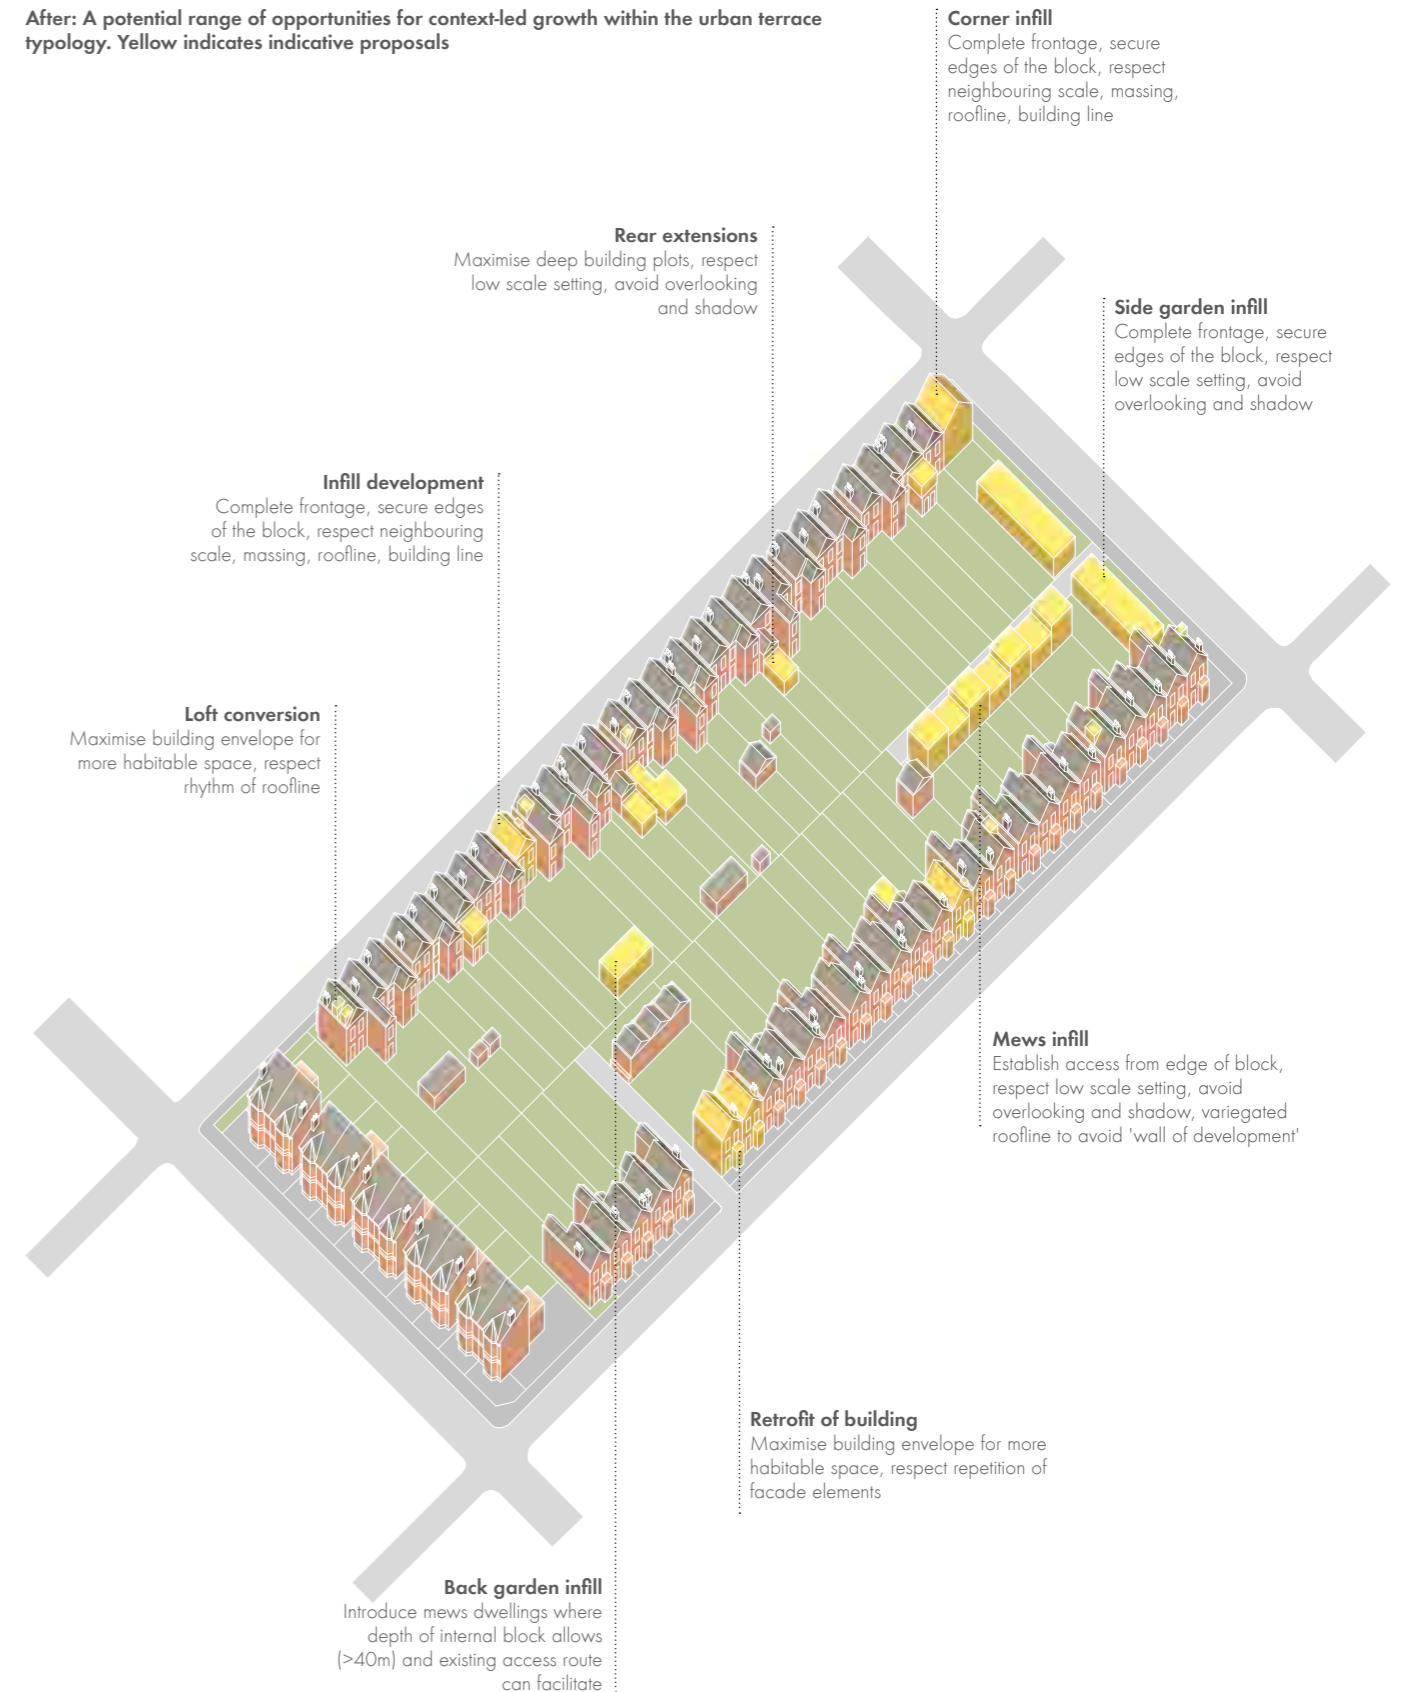 After: A potential range of opportunities for context-led growth within the urban terrace
typology. Yellow indicates indicative proposals
Corner infill
Complete frontage, secure
edges of the block, respect
neighbouring scale, massing,
roofline, building line
Rear extensions
Maximise deep building plots, respect
low scale setting, avoid overlooking
and shadow
Side garden infill
Complete frontage, secure
edges of the block, respect
low scale setting, avoid
overlooking and shadow
Infill development
Complete frontage, secure edges
of the block, respect neighbouring
scale, massing, roofline, building line
Loft conversion
Maximise building envelope for
more habitable space, respect
rhythm of roofline
Mews infill
Establish access from edge of block,
respect low scale setting, avoid
overlooking and shadow, variegated
roofline to avoid 'wall of development'
Retrofit of building
Maximise building envelope for more
habitable space, respect repetition of
facade elements
Back garden infill
Introduce mews dwellings where
depth of internal block allows
(>40m) and existing access route
can facilitate